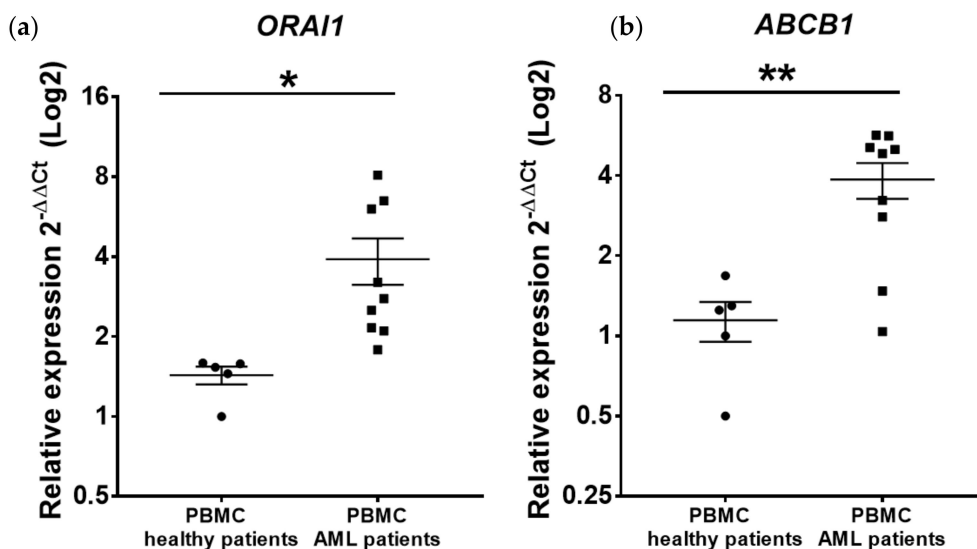 (a)
ORAI1
*
Relative expression 2^-ΔΔCt (Log2)
16
8
4
2
1
0.5
PBMC
healthy patients
PBMC
AML patients
(b)
ABCB1
**
Relative expression 2^-ΔΔCt (Log2)
8
4
2
1
0.5
0.25
PBMC
healthy patients
PBMC
AML patients